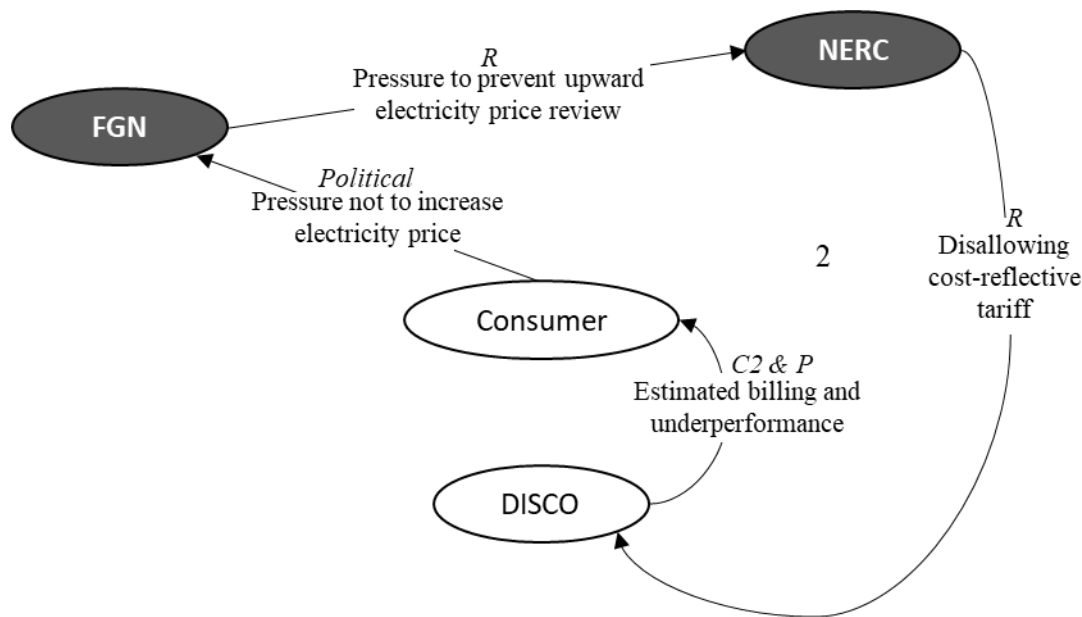 NERC
R
Pressure to prevent upward
electricity price review
FGN
Political
Pressure not to increase
electricity price
R
Disallowing
cost-reflective
tariff
2
Consumer
C2 & P
Estimated billing and
underperformance
DISCO